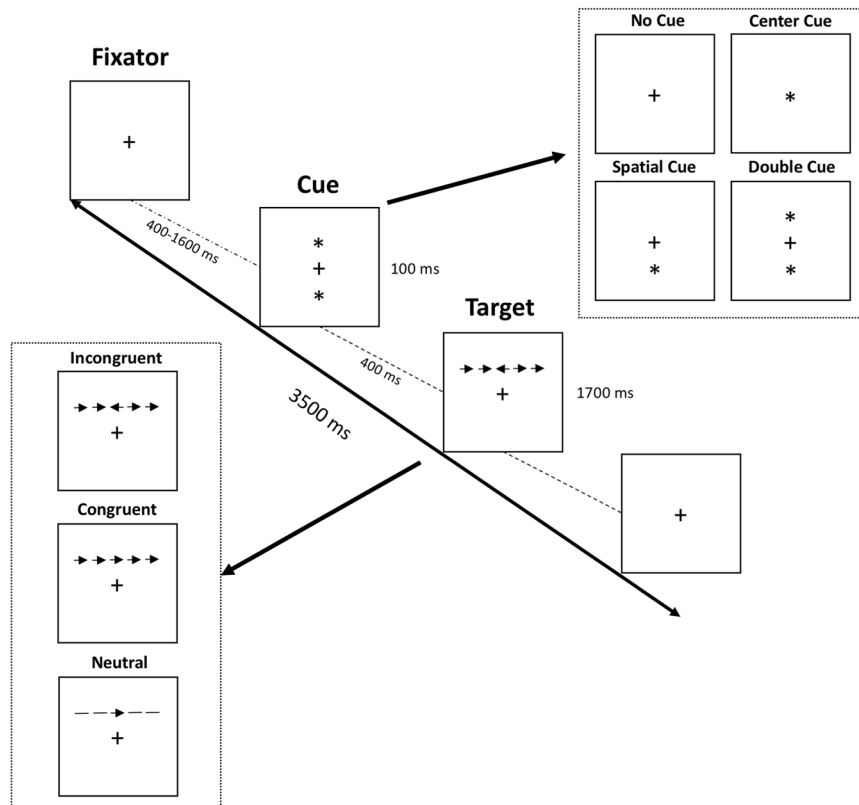 No Cue
Center Cue
Fixator
+
+
*
Spatial Cue
Double Cue
Cue
*
+
*
*
+
*
+
*
400-1600 ms
100 ms
Target
400 ms
+
1700 ms
3500 ms
+
Incongruent
+
Congruent
+
Neutral
+